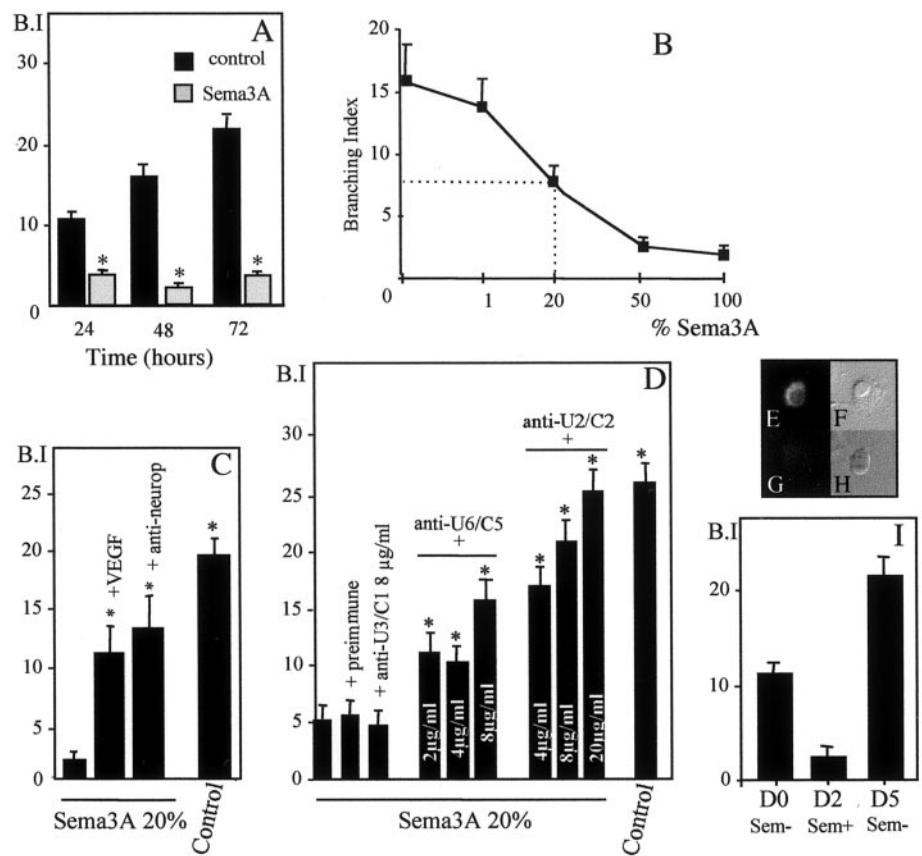 B.I
A
30
20
10
0
control
Sema3A
*
*
*
24 48 72
Time (hours)
B
20
15
10
5
0
Branching Index
1 20 50 100
% Sema3A
B.I
C
25
20
15
10
5
0
* +VEGF
* + anti-neurop
*
Sema3A 20%
Control
B.I
D
30
25
20
15
10
5
0
+ preimmune
+ anti-U3/C1 8 µg/ml
anti-U6/C5
+
* * *
2µg/ml
4µg/ml
8µg/ml
anti-U2/C2
+
* * *
4µg/ml
8µg/ml
20µg/ml
*
Sema3A 20%
Control
E F
G H
B.I
I
20
10
0
D0 D2 D5
Sem- Sem+ Sem-